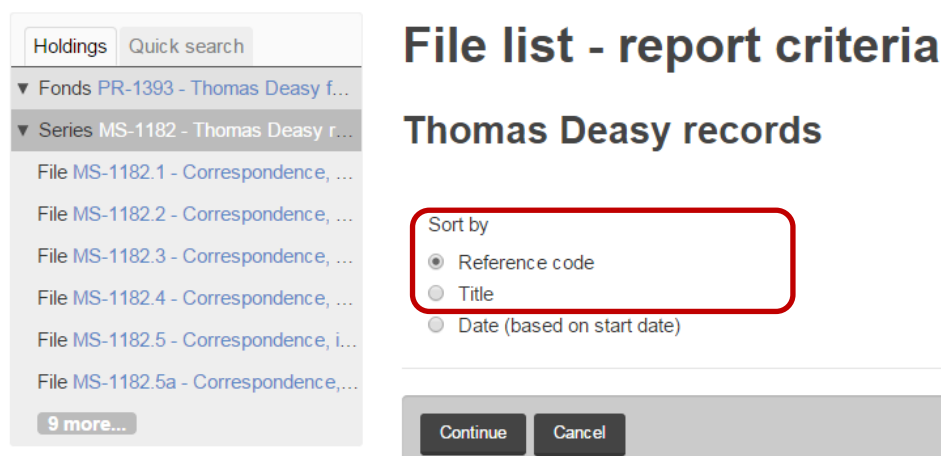 Holdings Quick search
▼ Fonds PR-1393 - Thomas Deasy f...
▼ Series MS-1182 - Thomas Deasy r...
File MS-1182.1 - Correspondence, ...
File MS-1182.2 - Correspondence, ...
File MS-1182.3 - Correspondence, ...
File MS-1182.4 - Correspondence, ...
File MS-1182.5 - Correspondence, i...
File MS-1182.5a - Correspondence,...
9 more...
File list - report criteria
Thomas Deasy records
Sort by
Reference code
Title
Date (based on start date)
Continue Cancel